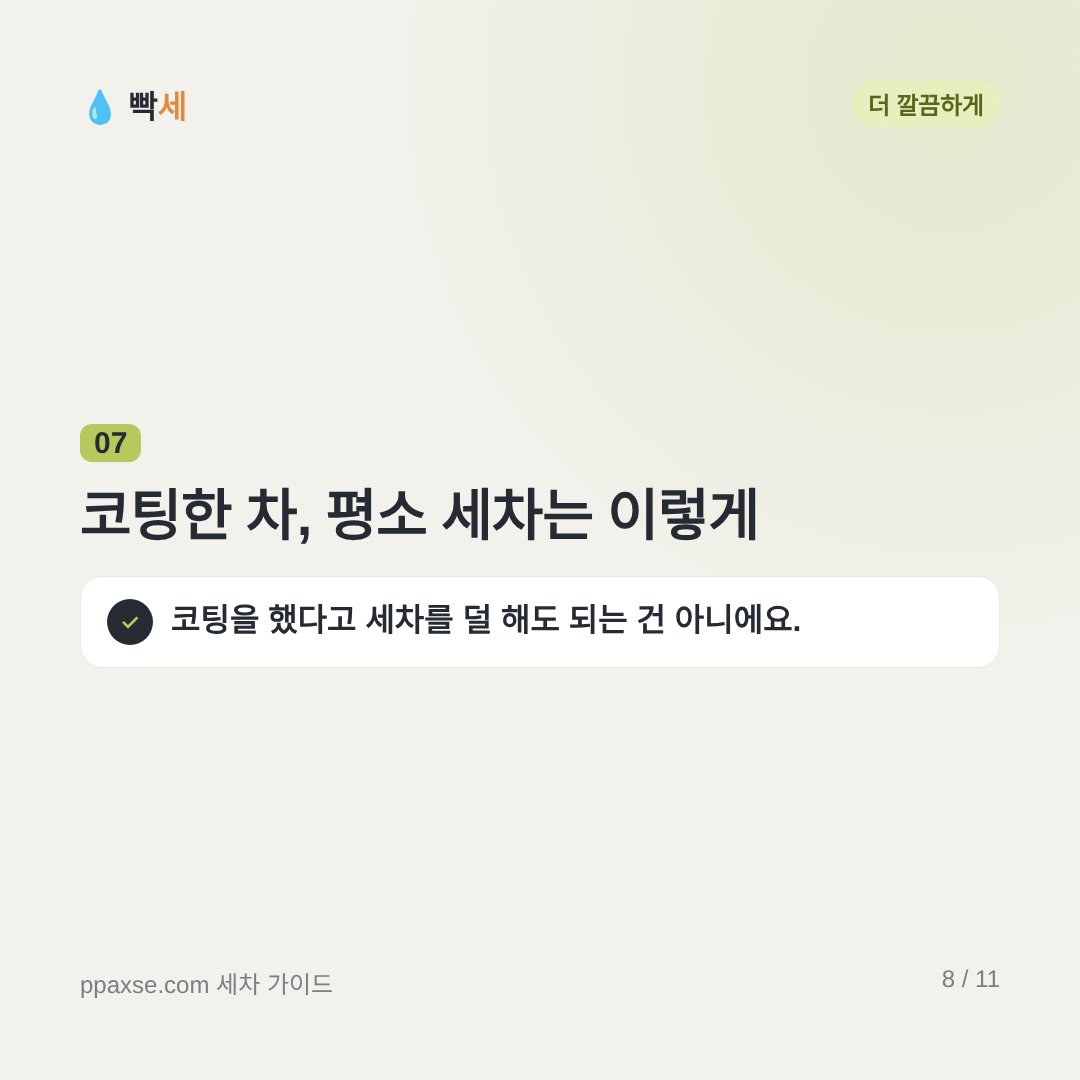 빡세
더 깔끔하게
07
코팅한 차, 평소 세차는 이렇게
코팅을 했다고 세차를 덜 해도 되는 건 아니에요.
ppaxse.com 세차 가이드
8 / 11